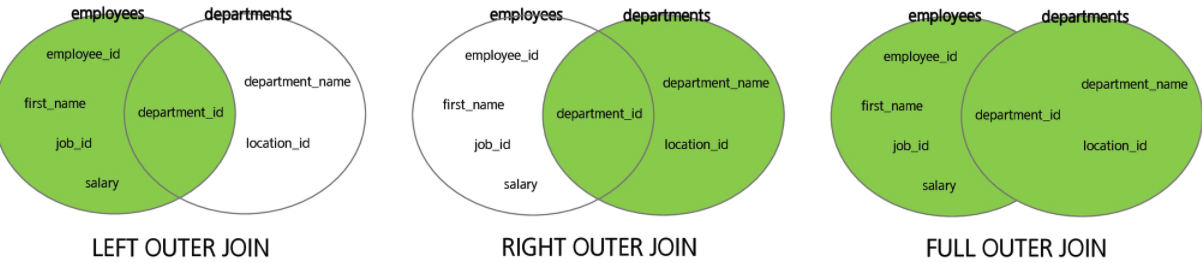 employees departments
employee_id
department_name
first_name
department_id
job_id
location_id
salary
LEFT OUTER JOIN
employees departments
employee_id
department_name
first_name
department_id
job_id
location_id
salary
RIGHT OUTER JOIN
employees departments
employee_id
department_name
first_name
department_id
job_id
location_id
salary
FULL OUTER JOIN